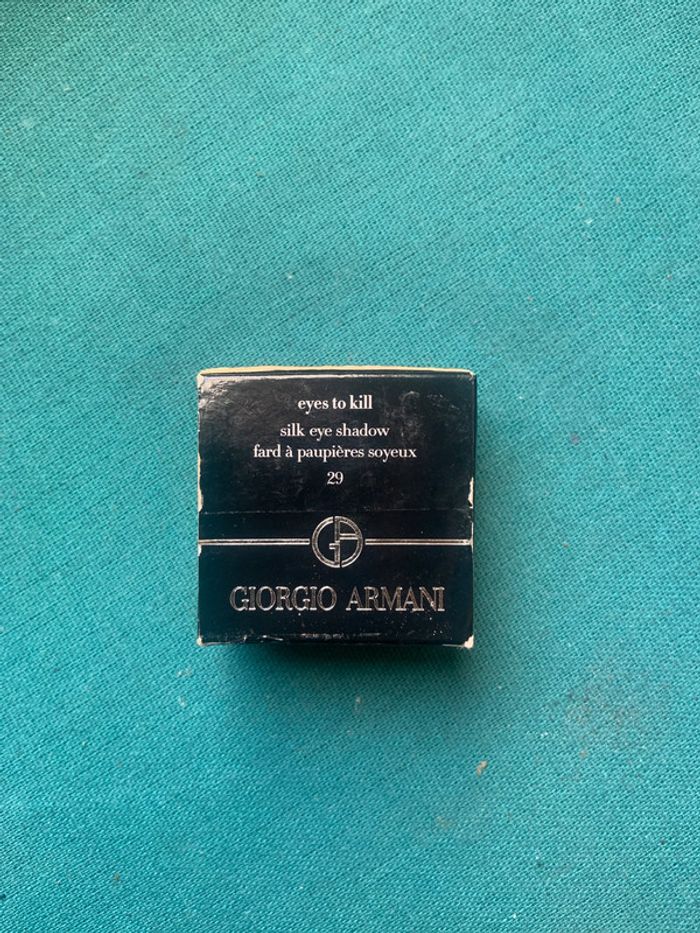 eyes to kill
silk eye shadow
fard à paupières soyeux
29
GA
GIORGIO ARMANI